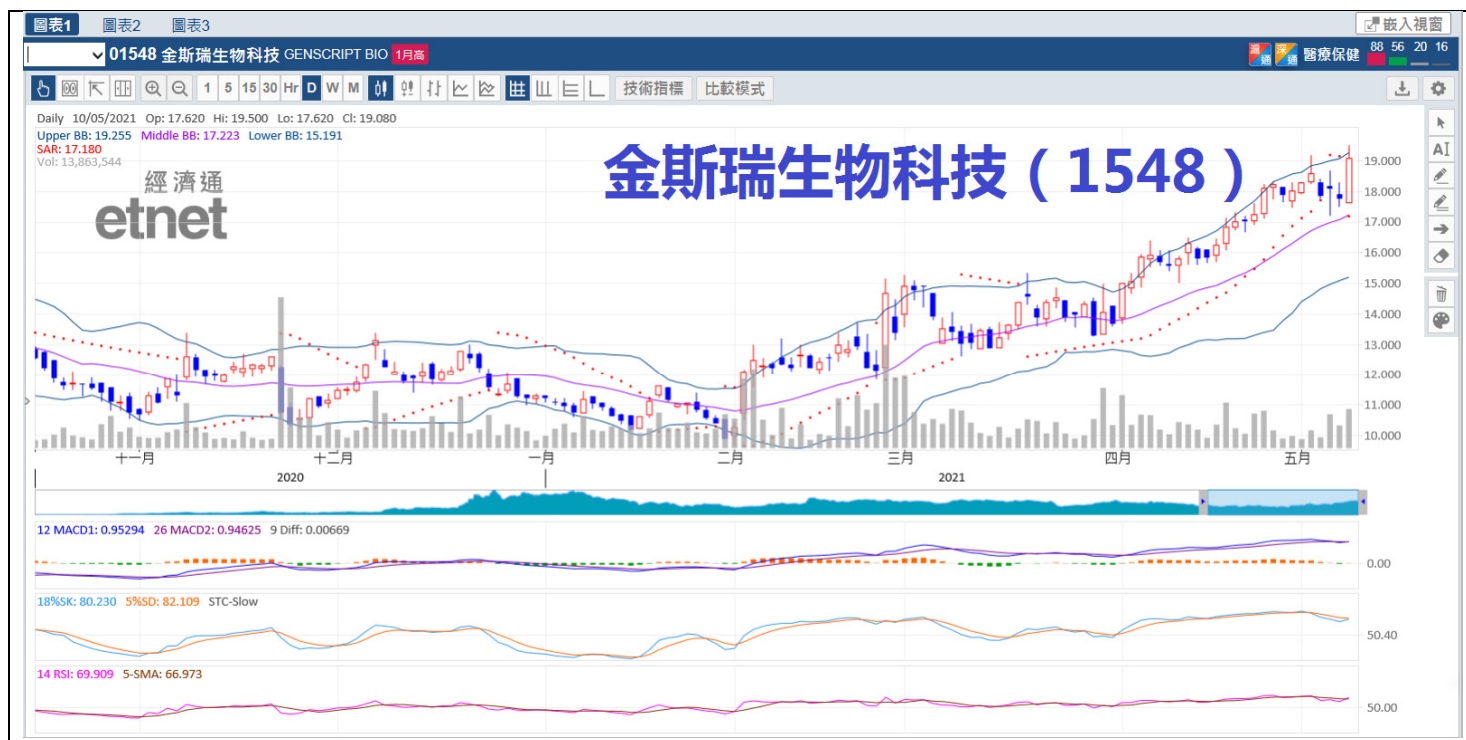 圖表1 圖表2 圖表3 嵌入視窗
01548 金斯瑞生物科技 GENSCRIPT BIO 1月高 滬通 深通 醫療保健 88 56 20 16
1 5 15 30 Hr D W M 技術指標 比較模式
Daily 10/05/2021 Op: 17.620 Hi: 19.500 Lo: 17.620 Cl: 19.080
Upper BB: 19.255 Middle BB: 17.223 Lower BB: 15.191
SAR: 17.180
Vol: 13,863,544
金斯瑞生物科技（1548）
經濟通
etnet
AI
19.000
18.000
17.000
16.000
15.000
14.000
13.000
12.000
11.000
10.000
十一月 十二月 一月 二月 三月 四月 五月
2020 2021
12 MACD1: 0.95294 26 MACD2: 0.94625 9 Diff: 0.00669
0.00
18%SK: 80.230 5%SD: 82.109 STC-Slow
50.40
14 RSI: 69.909 5-SMA: 66.973
50.00